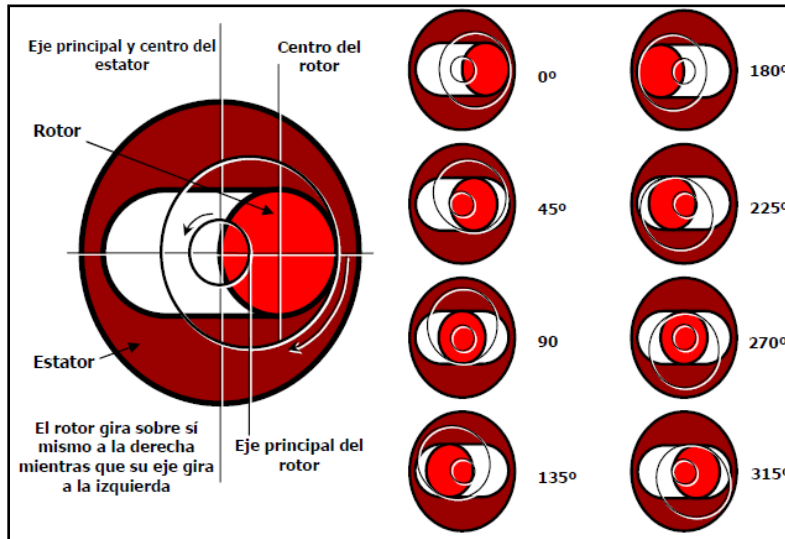 Eje principal y centro del
estator
Centro del
rotor
Rotor
Estator
El rotor gira sobre sí
mismo a la derecha
mientras que su eje gira
a la izquierda
Eje principal del
rotor
0º
45º
90
135º
180º
225º
270º
315º